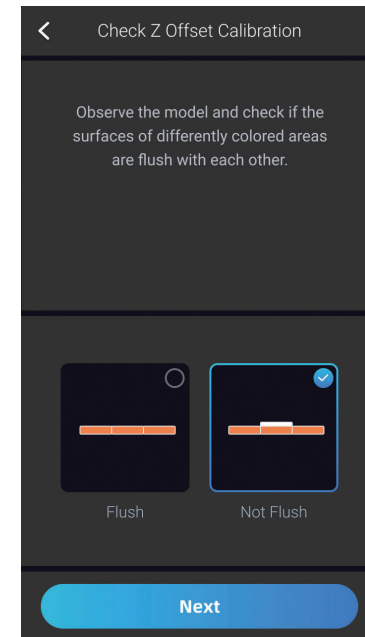 Check Z Offset Calibration
Observe the model and check if the
surfaces of differently colored areas
are flush with each other.
Flush
Not Flush
Next